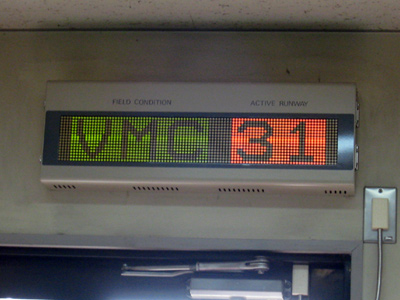 FIELD CONDITION ACTIVE RUNWAY
VMC 31